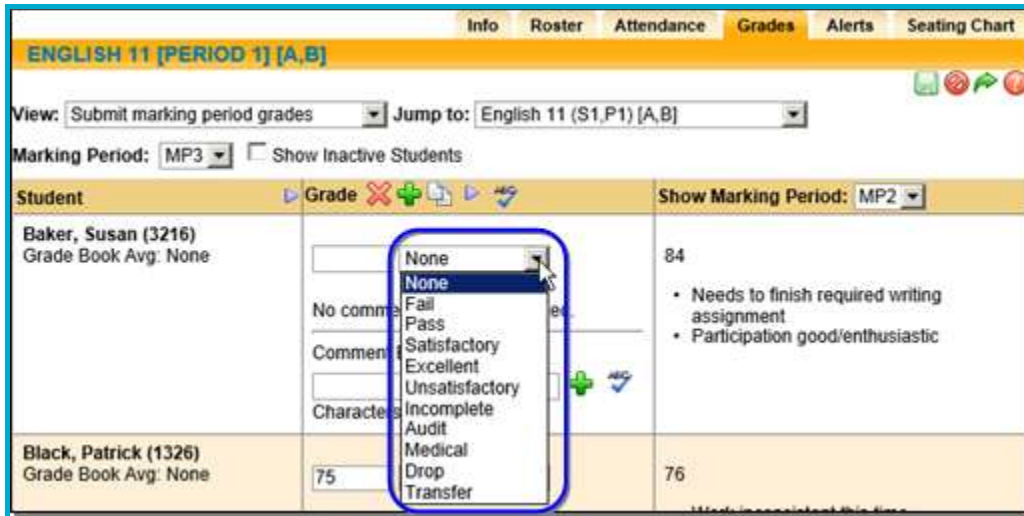 Info Roster Attendance Grades Alerts Seating Chart
ENGLISH 11 [PERIOD 1] [A,B]
View: Submit marking period grades Jump to: English 11 (S1,P1) [A,B]
Marking Period: MP3 Show Inactive Students
Student Grade ABC Show Marking Period: MP2
Baker, Susan (3216)
Grade Book Avg: None
None
None
Fail
Pass
Satisfactory
Excellent
Unsatisfactory
Incomplete
Audit
Medical
Drop
Transfer
No
Comment
ABC
Characters
84
• Needs to finish required writing
assignment
• Participation good/enthusiastic
Black, Patrick (1326)
Grade Book Avg: None
75
76